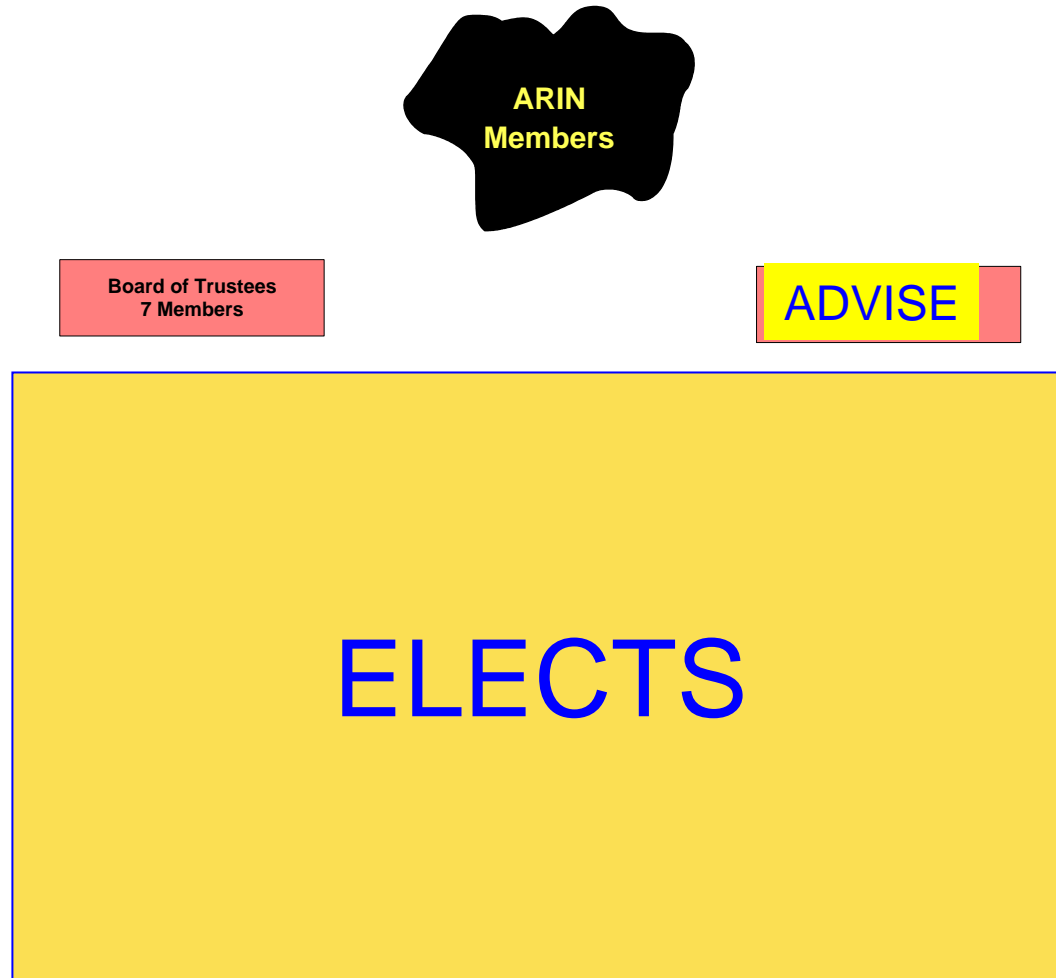 ARIN
Members
Board of Trustees
7 Members
ADVISE
ELECTS